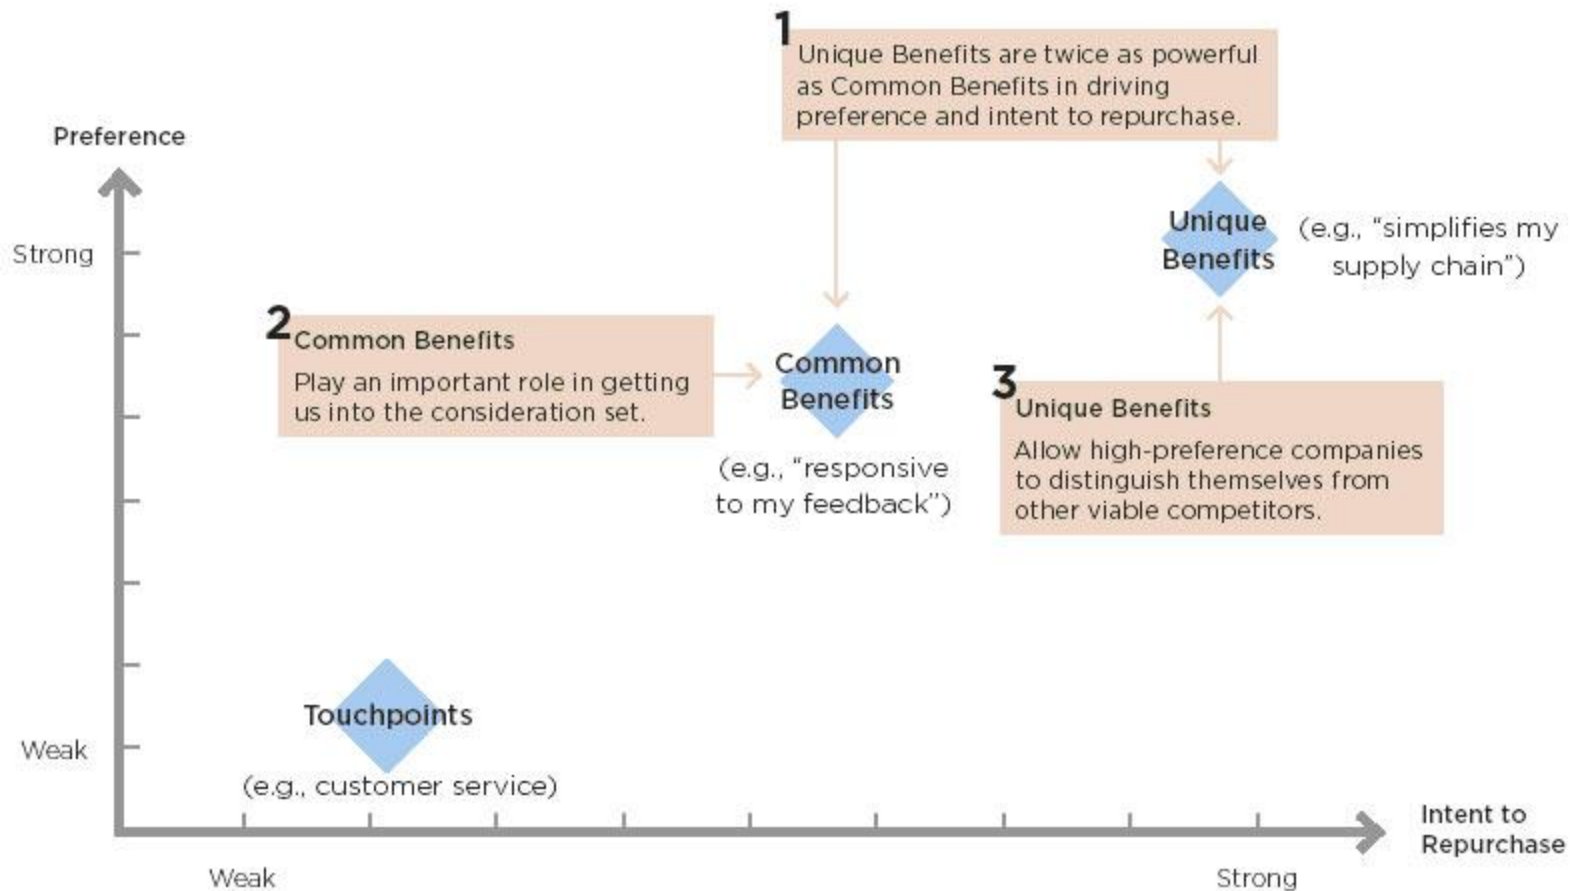 1
Unique Benefits are twice as powerful
as Common Benefits in driving
preference and intent to repurchase.
Preference
Strong
Unique
Benefits
(e.g., “simplifies my
supply chain”)
2
Common Benefits
Play an important role in getting
us into the consideration set.
Common
Benefits
(e.g., “responsive
to my feedback”)
3
Unique Benefits
Allow high-preference companies
to distinguish themselves from
other viable competitors.
Touchpoints
(e.g., customer service)
Weak
Intent to
Repurchase
Weak
Strong